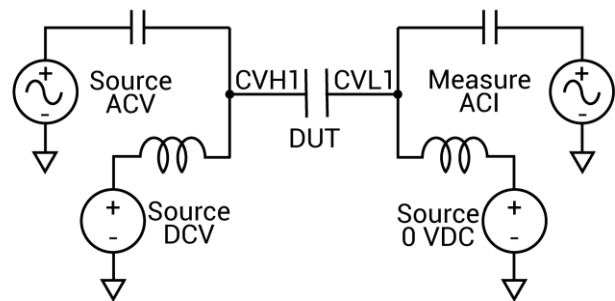 +
-
Source
ACV
CVH1
CVL1
DUT
Measure
ACI
+
-
+
-
Source
DCV
Source
0 VDC
+
-